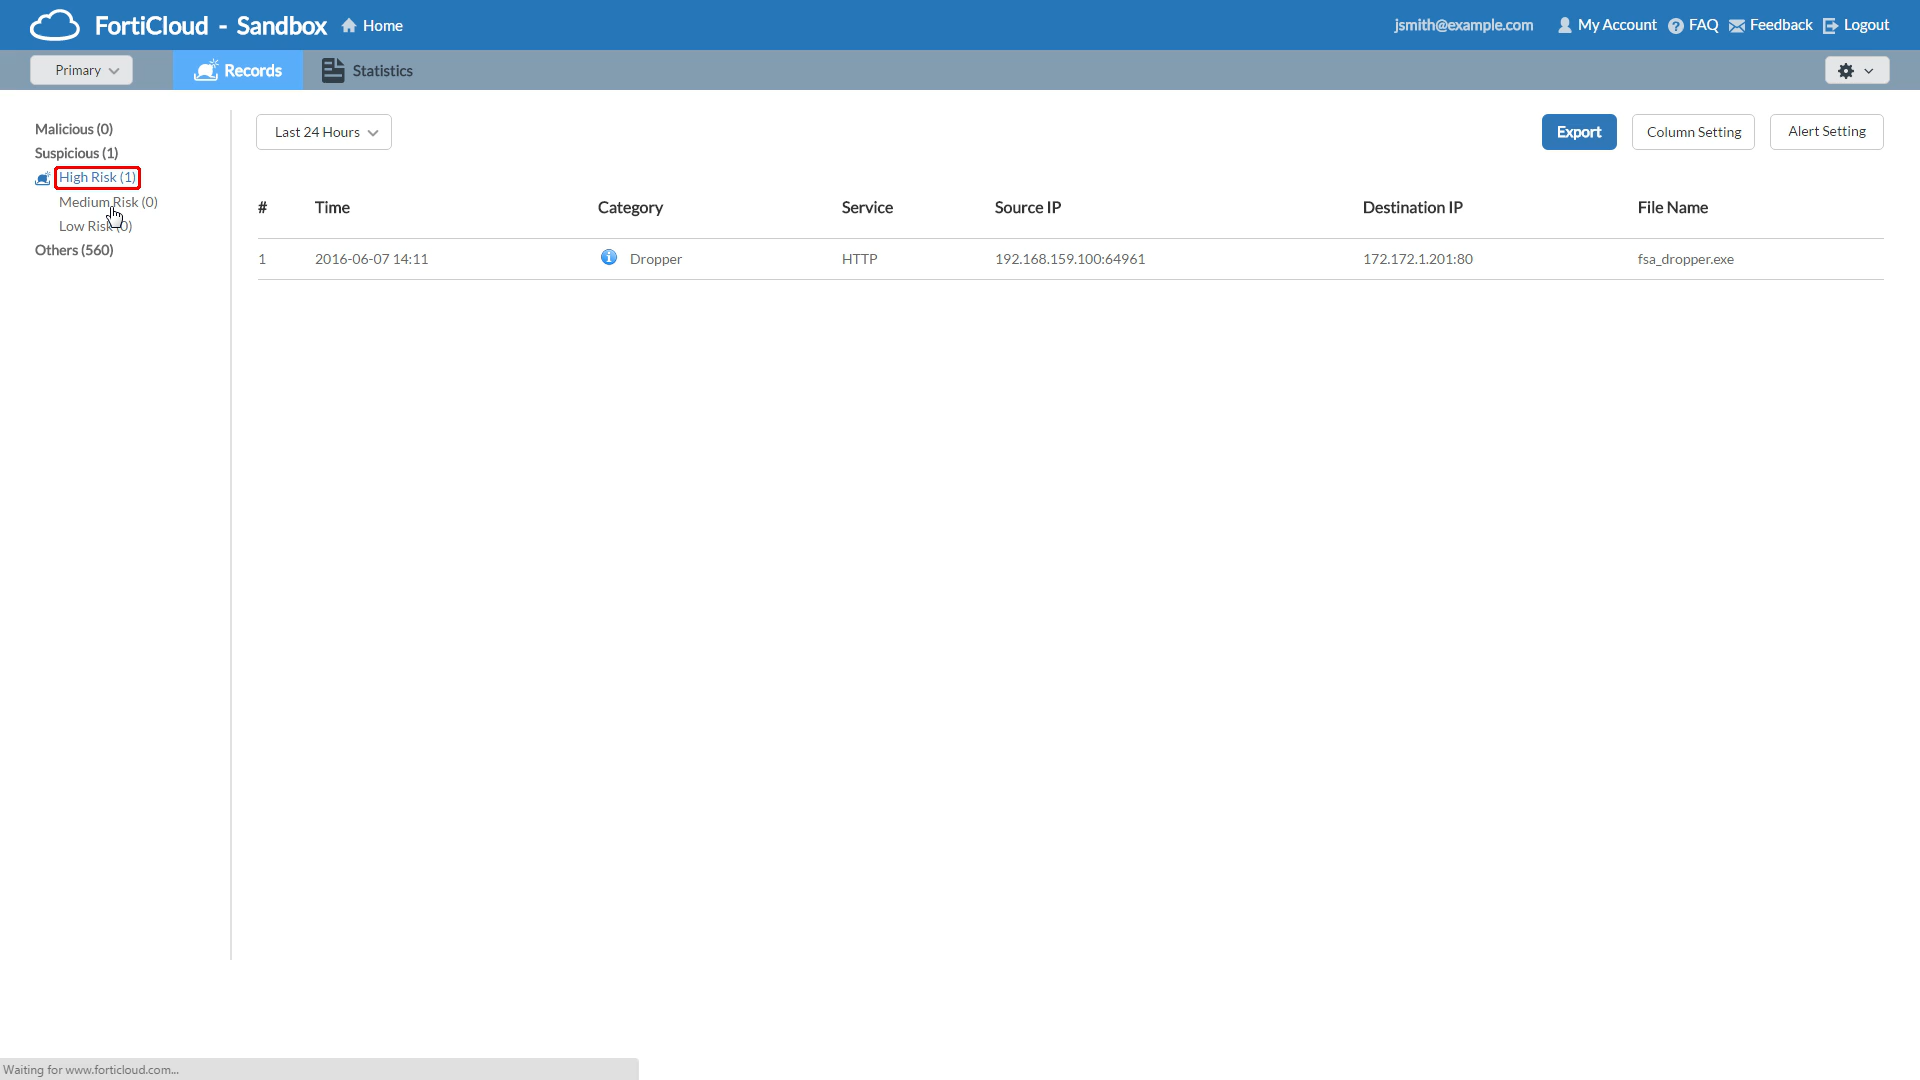 FortiCloud - Sandbox Home jsmith@example.com My Account FAQ Feedback Logout
Primary Records Statistics
Malicious (0)
Suspicious (1)
High Risk (1)
Medium Risk (0)
Low Risk (0)
Others (560)
Last 24 Hours Export Column Setting Alert Setting
# Time Category Service Source IP Destination IP File Name
1 2016-06-07 14:11 Dropper HTTP 192.168.159.100:64961 172.172.1.201:80 fsa_dropper.exe
Waiting for www.forticloud.com...